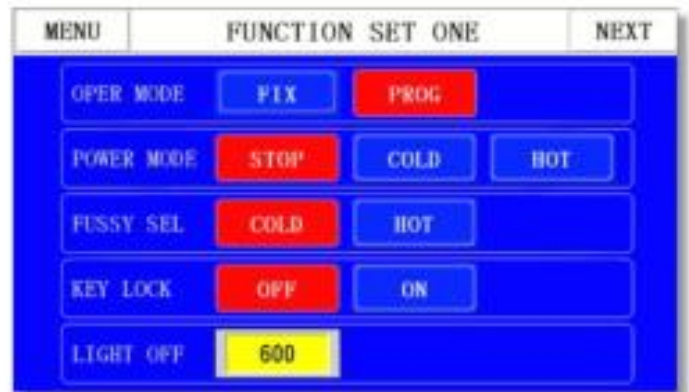 MENU FUNCTION SET ONE NEXT
OPER MODE FIX PROG
POWER MODE STOP COLD HOT
FUSSY SEL COLD HOT
KEY LOCK OFF ON
LIGHT OFF 600